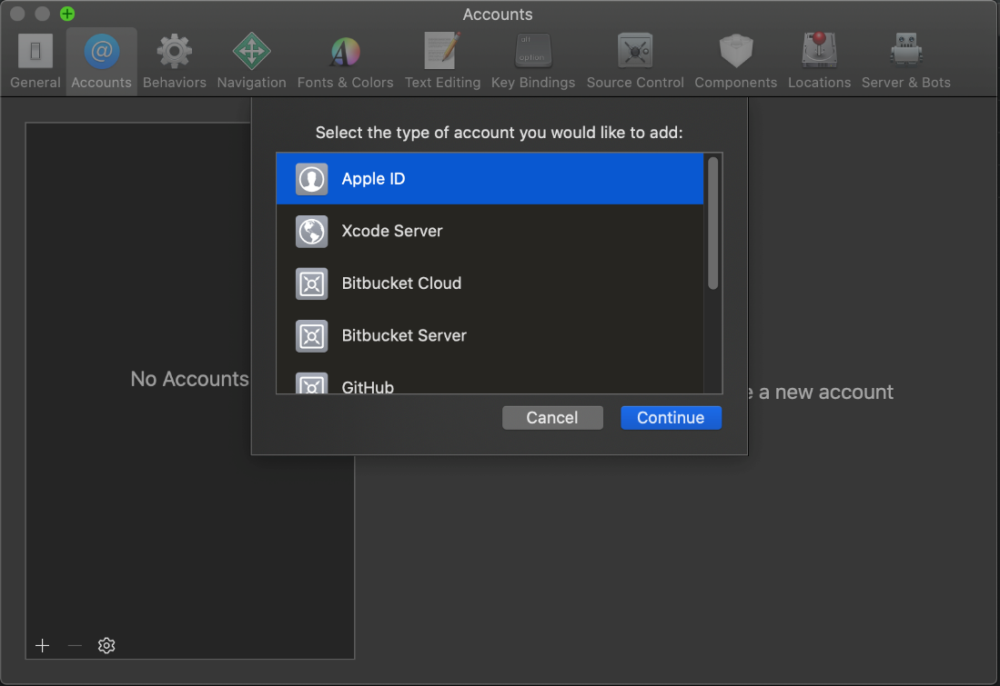 Accounts
General Accounts Behaviors Navigation Fonts & Colors Text Editing alt option Key Bindings Source Control Components Locations Server & Bots
Select the type of account you would like to add:
Apple ID
Xcode Server
Bitbucket Cloud
Bitbucket Server
GitHub
Cancel Continue
No Accounts
a new account